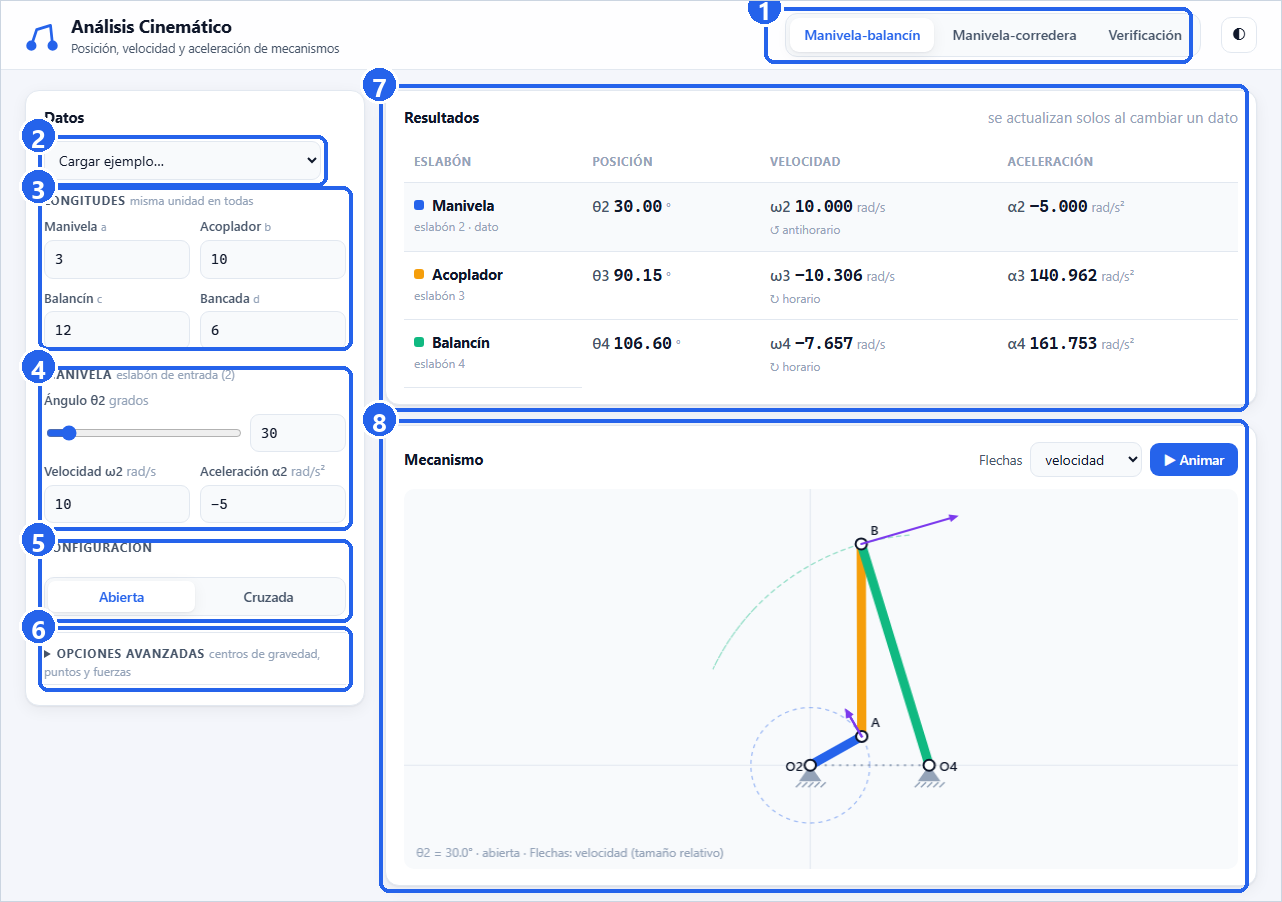 Análisis Cinemático
Posición, velocidad y aceleración de mecanismos
1
Manivela-balancín
Manivela-corredera
Verificación
Datos
2
Cargar ejemplo...
3
LONGITUDES misma unidad en todas
Manivela a
Acoplador b
3
10
Balancín c
Bancada d
12
6
4
MANIVELA eslabón de entrada (2)
Ángulo θ2 grados
30
Velocidad ω2 rad/s
Aceleración α2 rad/s²
10
−5
5
CONFIGURACIÓN
Abierta
Cruzada
6
▸ OPCIONES AVANZADAS centros de gravedad,
puntos y fuerzas
7
Resultados
se actualizan solos al cambiar un dato
ESLABÓN POSICIÓN VELOCIDAD ACELERACIÓN
Manivela θ2 30.00 ° ω2 10.000 rad/s α2 −5.000 rad/s²
eslabón 2 · dato ↺ antihorario
Acoplador θ3 90.15 ° ω3 −10.306 rad/s α3 140.962 rad/s²
eslabón 3 ↻ horario
Balancín θ4 106.60 ° ω4 −7.657 rad/s α4 161.753 rad/s²
eslabón 4 ↻ horario
8
Mecanismo
Flechas
velocidad
▶ Animar
B
A
O2
O4
θ2 = 30.0° · abierta · Flechas: velocidad (tamaño relativo)